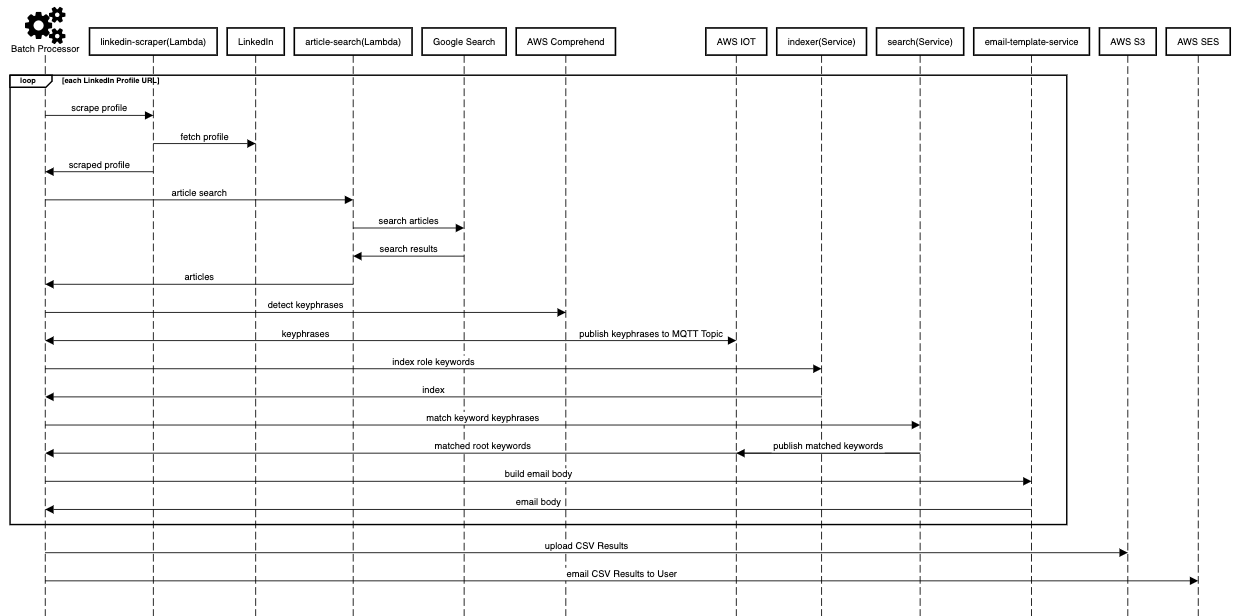 Batch Processor
linkedin-scraper(Lambda)
LinkedIn
article-search(Lambda)
Google Search
AWS Comprehend
AWS IOT
indexer(Service)
search(Service)
email-template-service
AWS S3
AWS SES
loop
[each LinkedIn Profile URL]
scrape profile
fetch profile
scraped profile
article search
search articles
search results
articles
detect keyphrases
keyphrases
publish keyphrases to MQTT Topic
index role keywords
index
match keyword keyphrases
matched root keywords
publish matched keywords
build email body
email body
upload CSV Results
email CSV Results to User